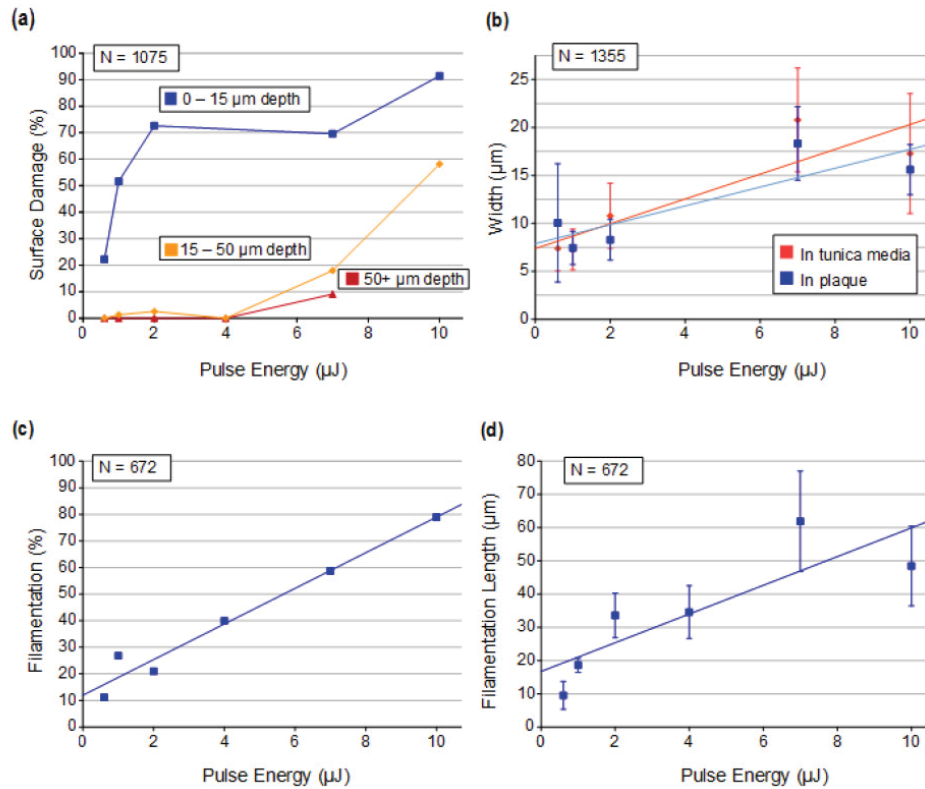 (a)
N = 1075
0 – 15 µm depth
15 – 50 µm depth
50+ µm depth
Surface Damage (%)
100
90
80
70
60
50
40
30
20
10
0
0 2 4 6 8 10
Pulse Energy (µJ)
(b)
N = 1355
In tunica media
In plaque
Width (µm)
25
20
15
10
5
0
0 2 4 6 8 10
Pulse Energy (µJ)
(c)
N = 672
Filamentation (%)
100
90
80
70
60
50
40
30
20
10
0
0 2 4 6 8 10
Pulse Energy (µJ)
(d)
N = 672
Filamentation Length (µm)
80
70
60
50
40
30
20
10
0
0 2 4 6 8 10
Pulse Energy (µJ)